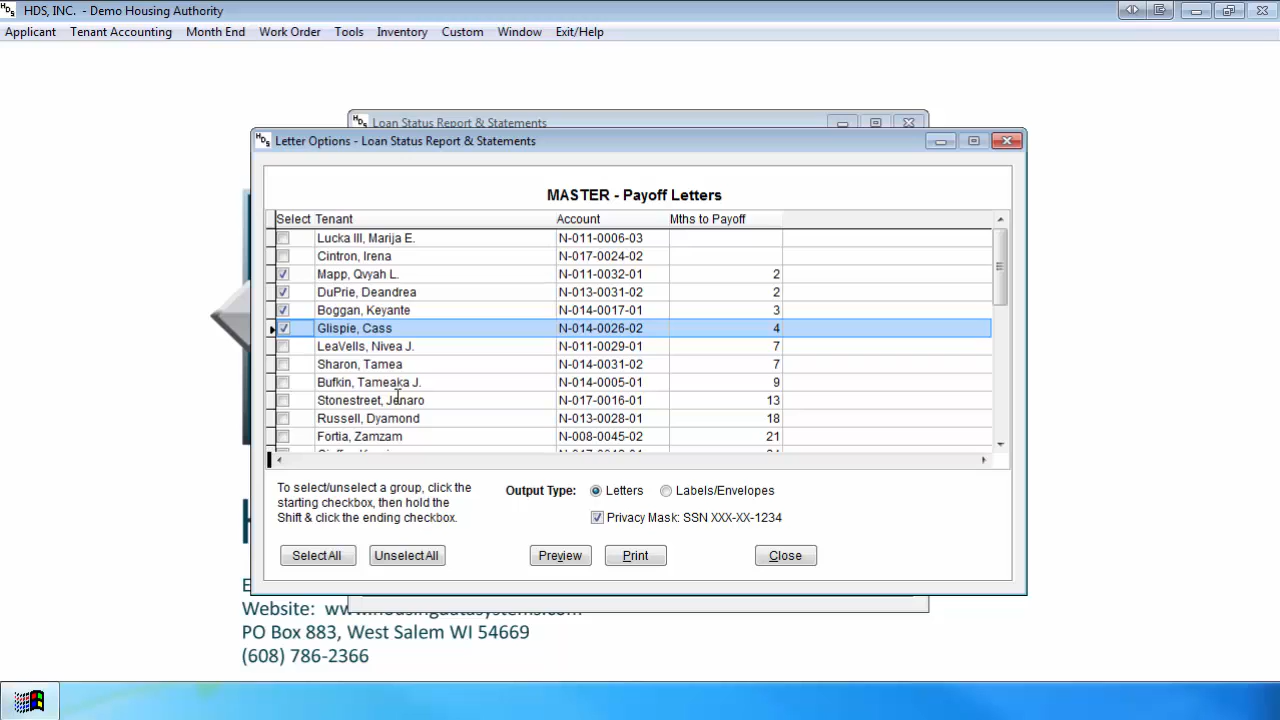 HDS, INC. - Demo Housing Authority
Applicant Tenant Accounting Month End Work Order Tools Inventory Custom Window Exit/Help
Loan Status Report & Statements
Letter Options - Loan Status Report & Statements
MASTER - Payoff Letters
Select Tenant Account Mths to Payoff
Lucka III, Marija E. N-011-0006-03
Cintron, Irena N-017-0024-02
Mapp, Qvyah L. N-011-0032-01 2
DuPrie, Deandrea N-013-0031-02 2
Boggan, Keyante N-014-0017-01 3
Glispie, Cass N-014-0026-02 4
LeaVells, Nivea J. N-011-0029-01 7
Sharon, Tamea N-014-0031-02 7
Bufkin, Tameaka J. N-014-0005-01 9
Stonestreet, Jenaro N-017-0016-01 13
Russell, Dyamond N-013-0028-01 18
Fortia, Zamzam N-008-0045-02 21
To select/unselect a group, click the
starting checkbox, then hold the
Shift & click the ending checkbox.
Output Type: Letters Labels/Envelopes
Privacy Mask: SSN XXX-XX-1234
Select All Unselect All Preview Print Close
Website: www.housingdatasystems.com
PO Box 883, West Salem WI 54669
(608) 786-2366